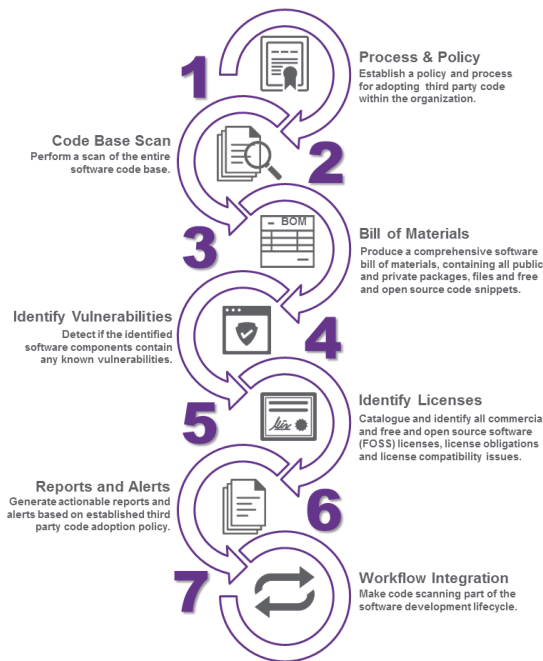 1
Process & Policy
Establish a policy and process
for adopting third party code
within the organization.
2
Code Base Scan
Perform a scan of the entire
software code base.
3
BOM
Bill of Materials
Produce a comprehensive software
bill of materials, containing all public
and private packages, files and free
and open source code snippets.
4
Identify Vulnerabilities
Detect if the identified
software components contain
any known vulnerabilities.
5
Identify Licenses
Catalogue and identify all commercia
and free and open source software
(FOSS) licenses, license obligations
and license compatibility issues.
6
Reports and Alerts
Generate actionable reports and
alerts based on established third
party code adoption policy.
7
Workflow Integration
Make code scanning part of the
software development lifecycle.